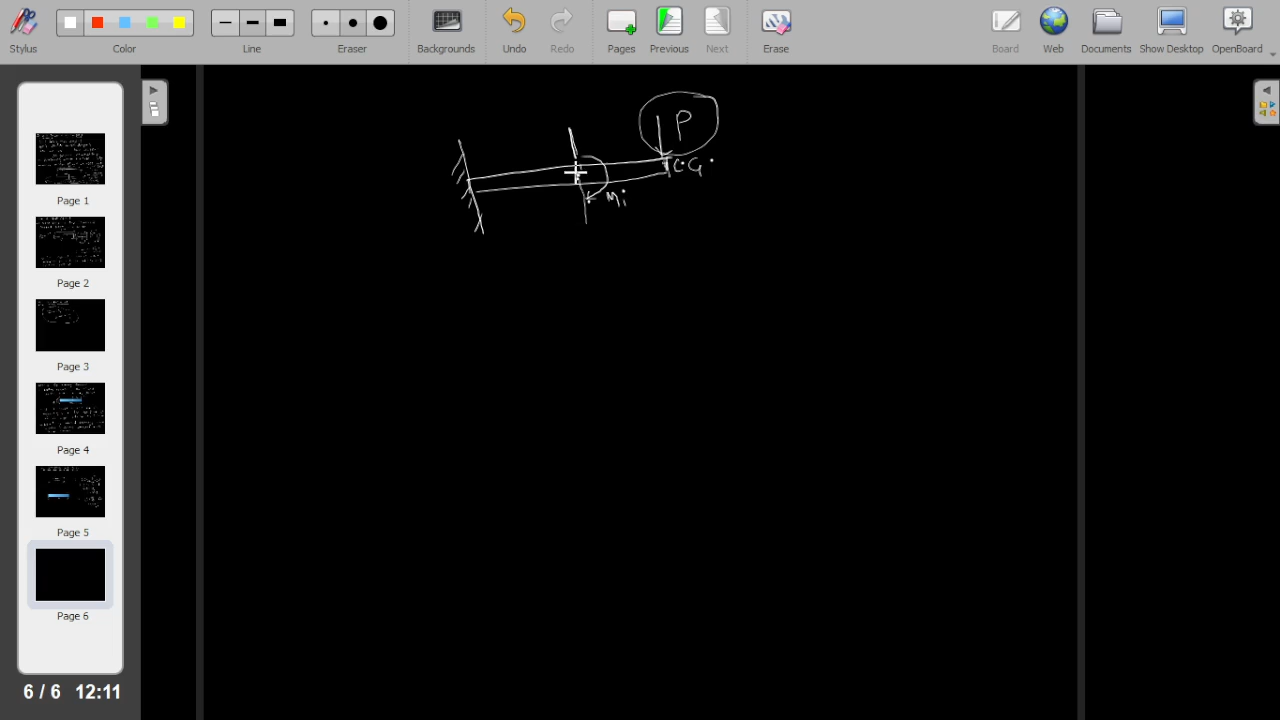 Stylus
Color
Line
Eraser
Backgrounds
Undo
Redo
Pages
Previous
Next
Erase
Board
Web
Documents
Show Desktop
OpenBoard
P
CG
Mi
Page 1
Page 2
Page 3
Page 4
Page 5
Page 6
6 / 6 12:11